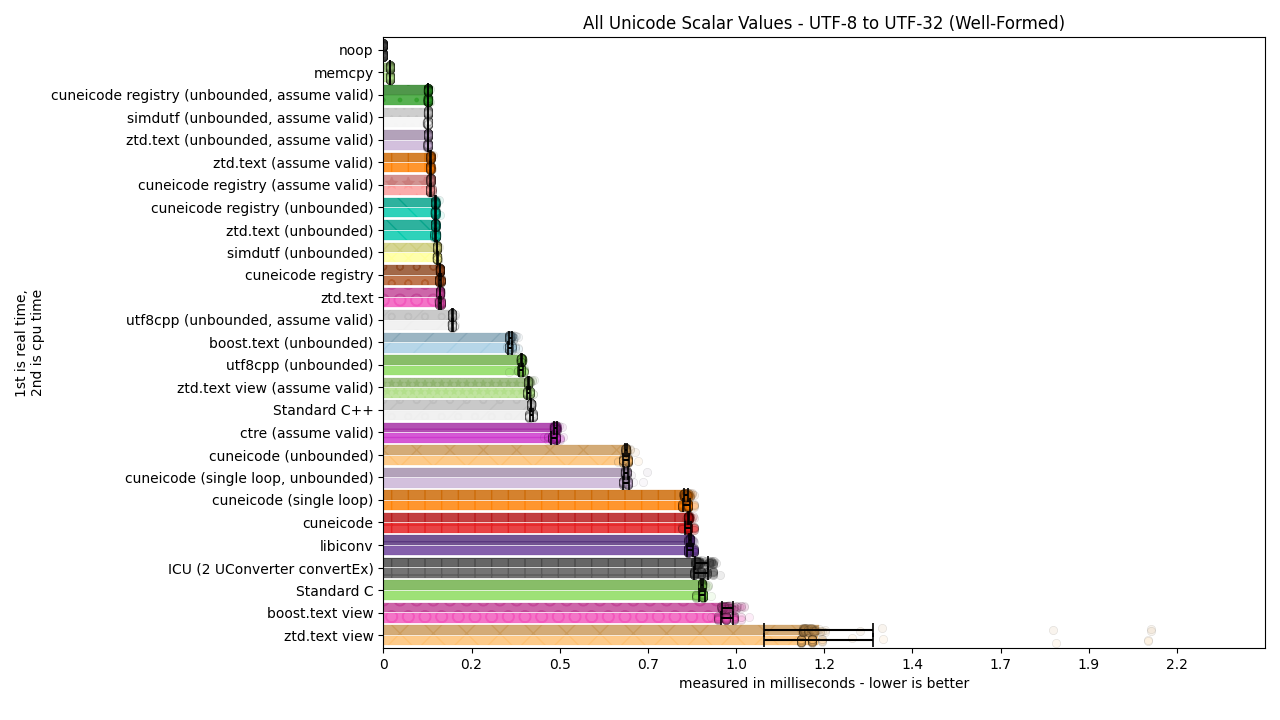 All Unicode Scalar Values - UTF-8 to UTF-32 (Well-Formed)
1st is real time,
2nd is cpu time
noop
memcpy
cuneicode registry (unbounded, assume valid)
simdutf (unbounded, assume valid)
ztd.text (unbounded, assume valid)
ztd.text (assume valid)
cuneicode registry (assume valid)
cuneicode registry (unbounded)
ztd.text (unbounded)
simdutf (unbounded)
cuneicode registry
ztd.text
utf8cpp (unbounded, assume valid)
boost.text (unbounded)
utf8cpp (unbounded)
ztd.text view (assume valid)
Standard C++
ctre (assume valid)
cuneicode (unbounded)
cuneicode (single loop, unbounded)
cuneicode (single loop)
cuneicode
libiconv
ICU (2 UConverter convertEx)
Standard C
boost.text view
ztd.text view
0 0.2 0.5 0.7 1.0 1.2 1.4 1.7 1.9 2.2
measured in milliseconds - lower is better